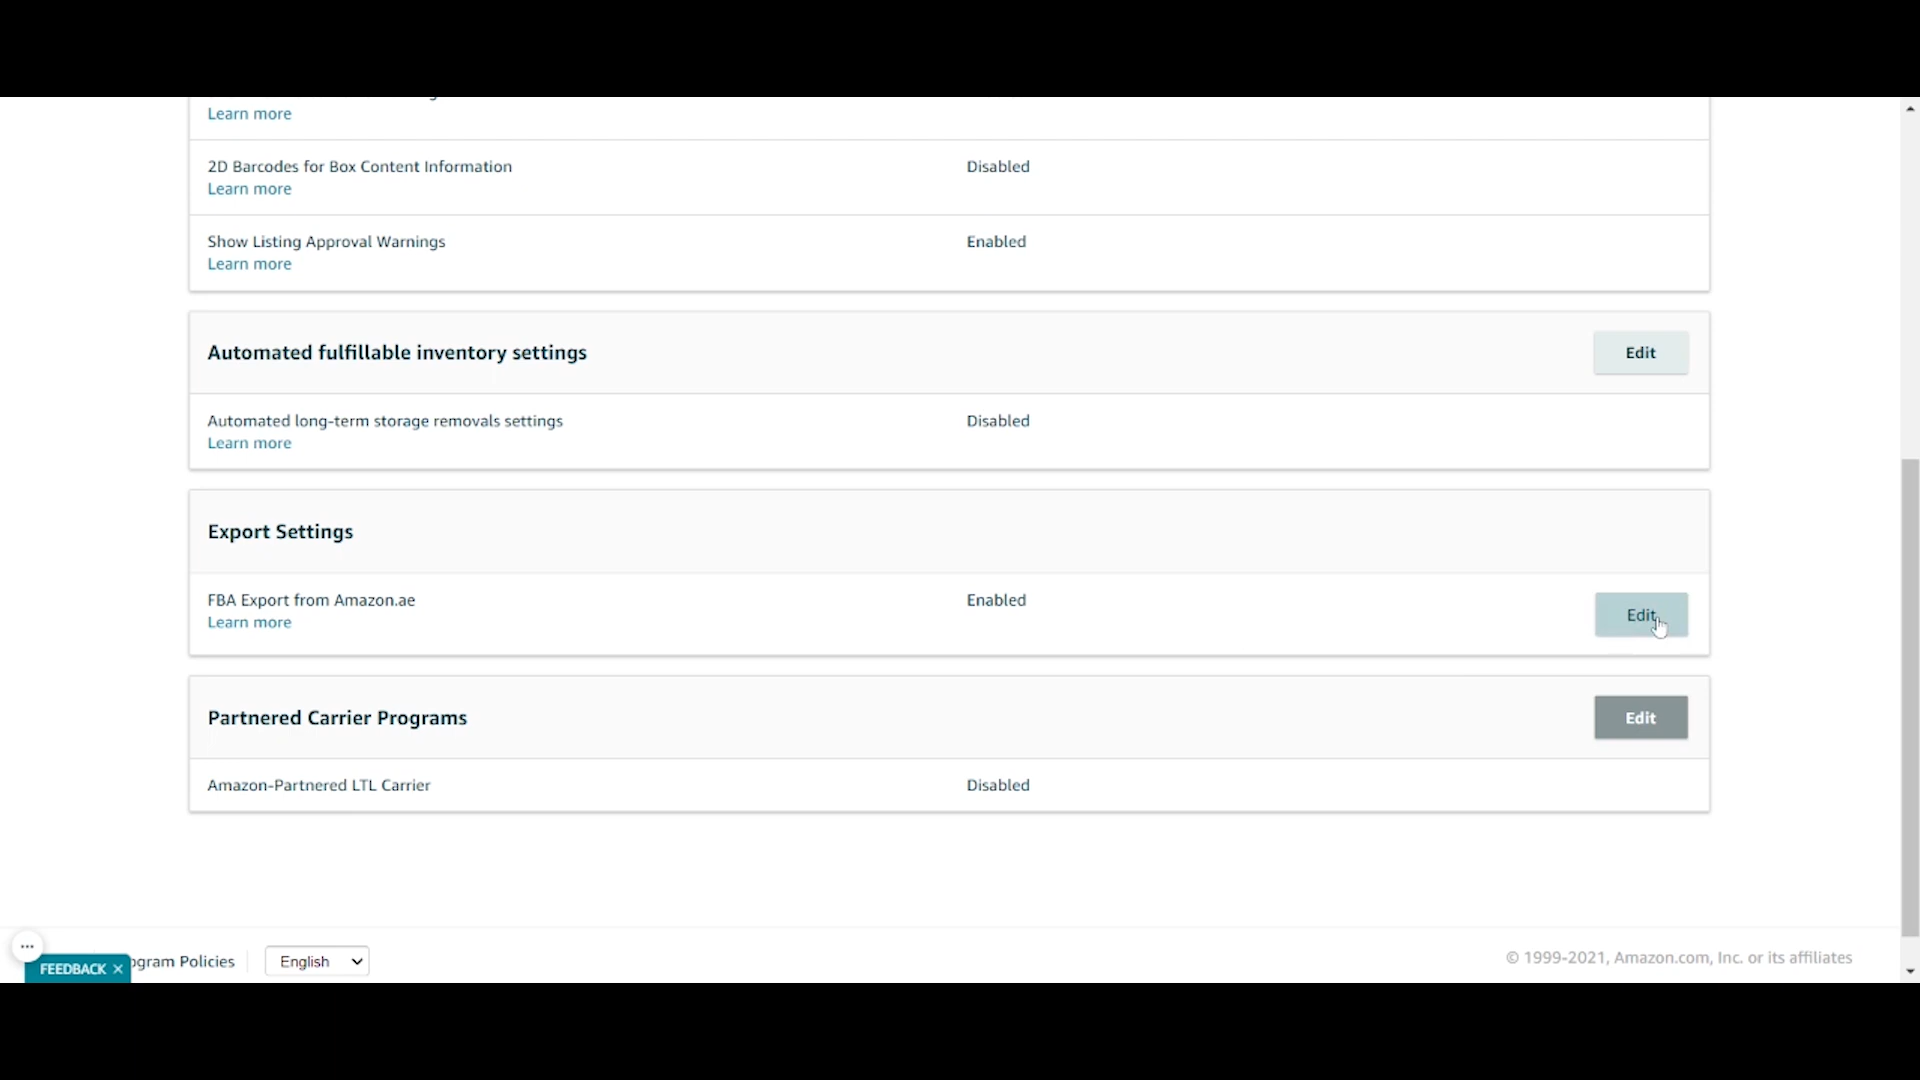 Learn more
2D Barcodes for Box Content Information Disabled
Learn more
Show Listing Approval Warnings Enabled
Learn more
Automated fulfillable inventory settings Edit
Automated long-term storage removals settings Disabled
Learn more
Export Settings
FBA Export from Amazon.ae Enabled
Learn more
Edit
Partnered Carrier Programs Edit
Amazon-Partnered LTL Carrier Disabled
... 
FEEDBACK × ogram Policies English © 1999-2021, Amazon.com, Inc. or its affiliates